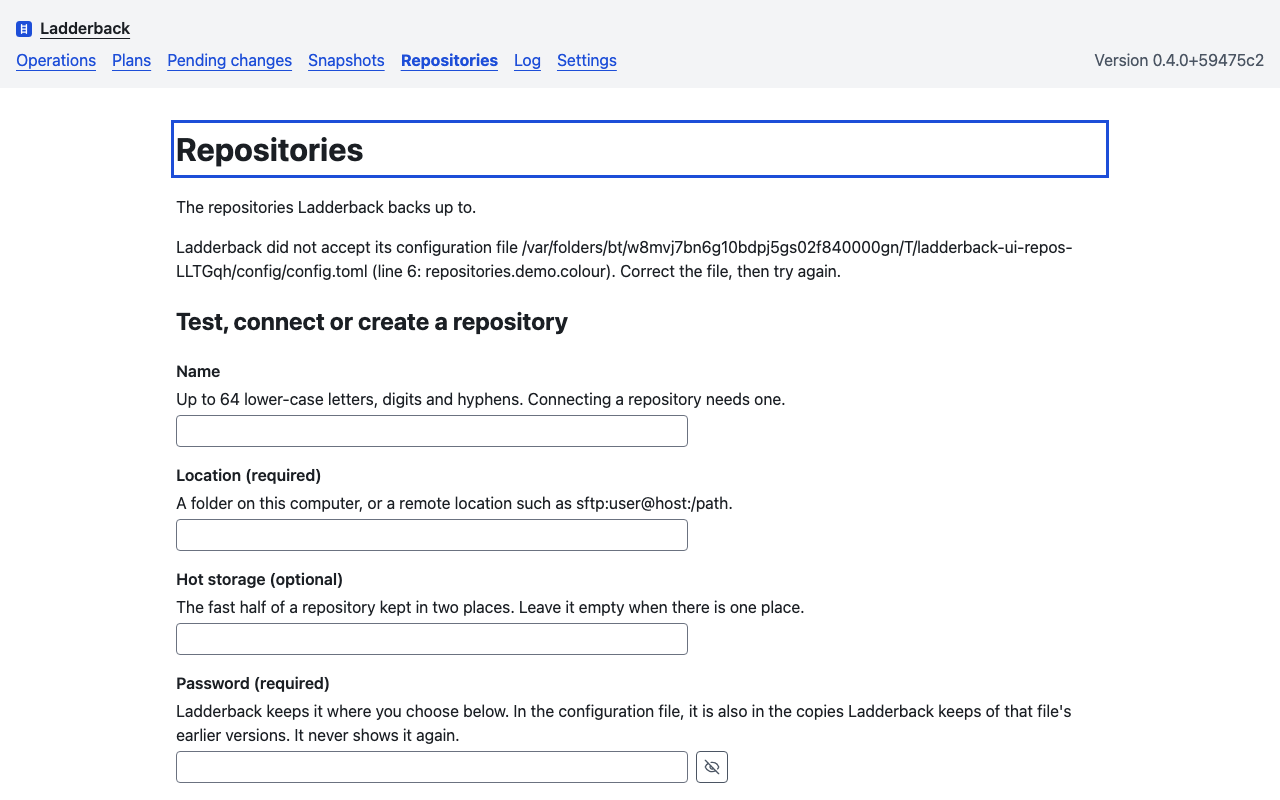 Ladderback
Operations Plans Pending changes Snapshots Repositories Log Settings Version 0.4.0+59475c2
Repositories
The repositories Ladderback backs up to.
Ladderback did not accept its configuration file /var/folders/bt/w8mvj7bn6g10bdpj5gs02f840000gn/T/ladderback-ui-repos-
LLTGqh/config/config.toml (line 6: repositories.demo.colour). Correct the file, then try again.
Test, connect or create a repository
Name
Up to 64 lower-case letters, digits and hyphens. Connecting a repository needs one.
Location (required)
A folder on this computer, or a remote location such as sftp:user@host:/path.
Hot storage (optional)
The fast half of a repository kept in two places. Leave it empty when there is one place.
Password (required)
Ladderback keeps it where you choose below. In the configuration file, it is also in the copies Ladderback keeps of that file's
earlier versions. It never shows it again.